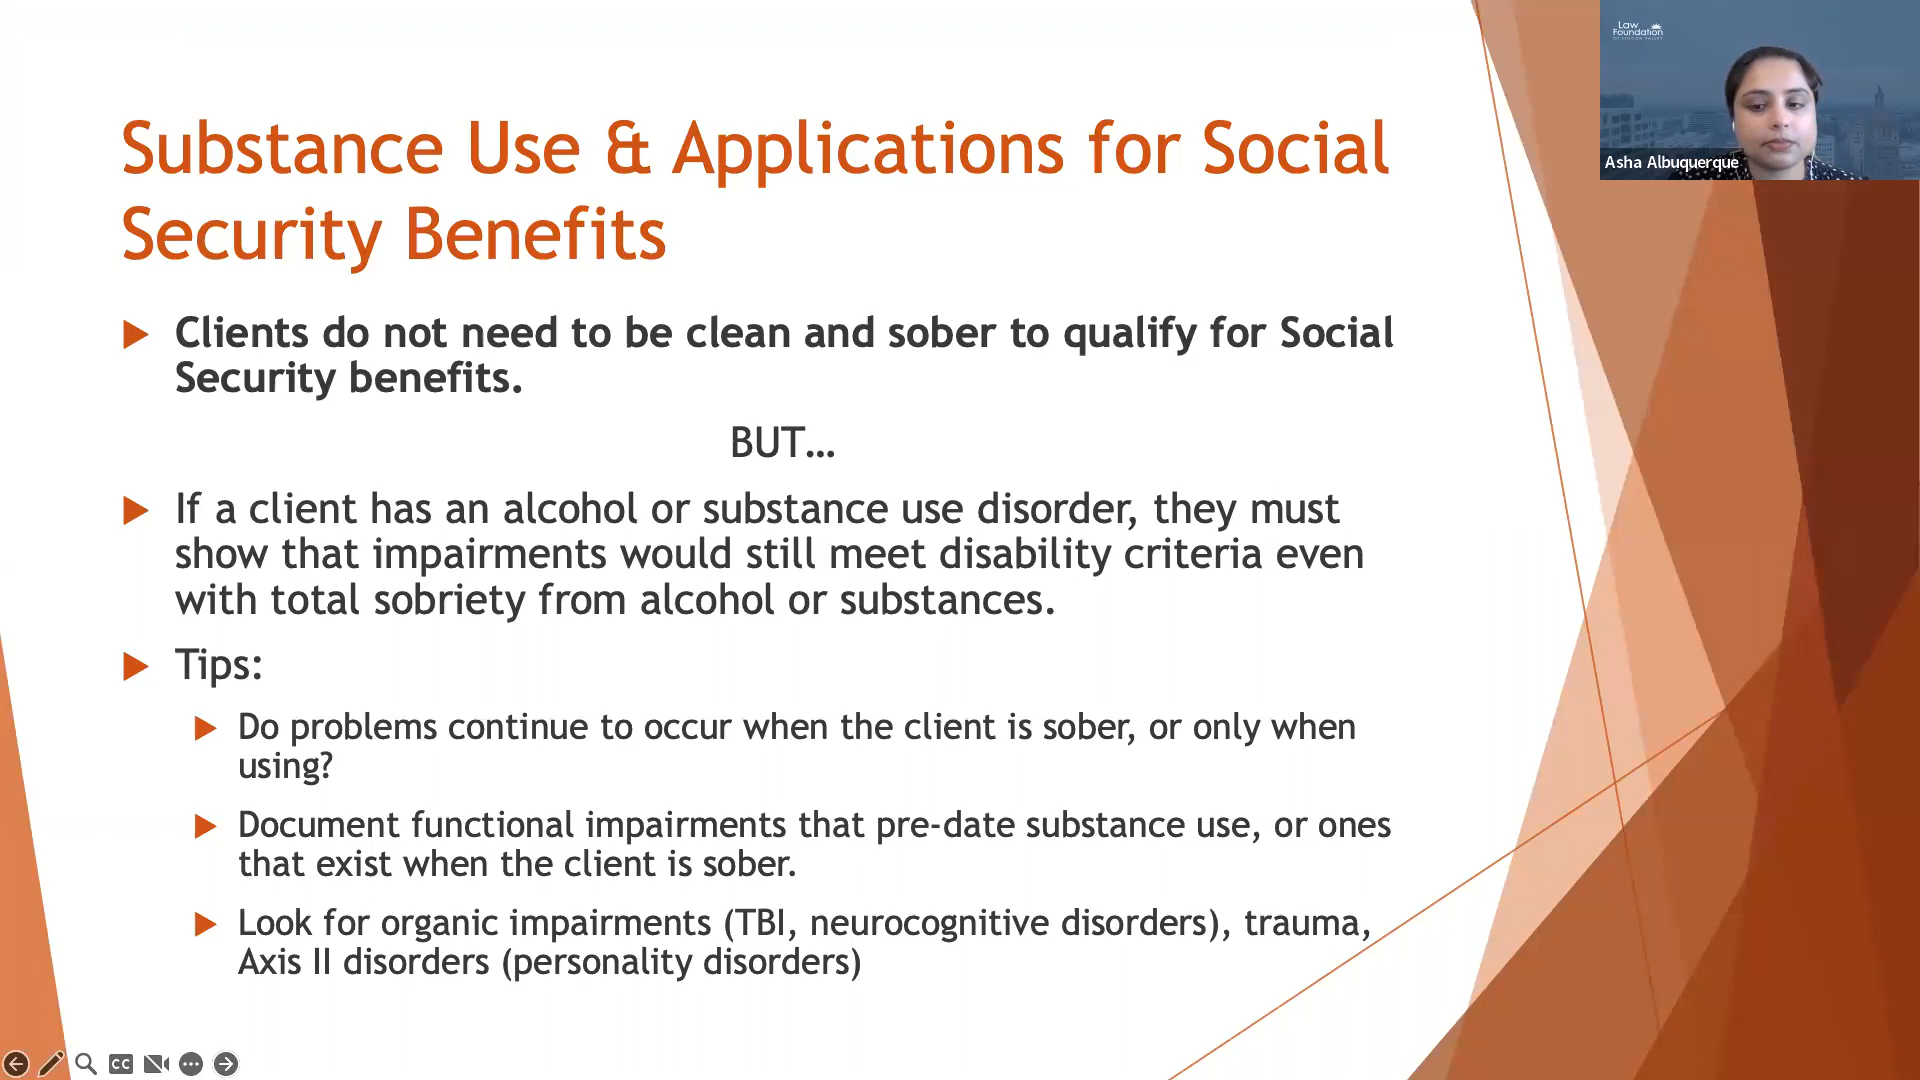 Substance Use & Applications for Social
Security Benefits
Clients do not need to be clean and sober to qualify for Social
Security benefits.
BUT...
If a client has an alcohol or substance use disorder, they must
show that impairments would still meet disability criteria even
with total sobriety from alcohol or substances.
Tips:
Do problems continue to occur when the client is sober, or only when
using?
Document functional impairments that pre-date substance use, or ones
that exist when the client is sober.
Look for organic impairments (TBI, neurocognitive disorders), trauma,
Axis II disorders (personality disorders)
Law
Foundation
OF SILICON VALLEY
Asha Albuquerque
CC